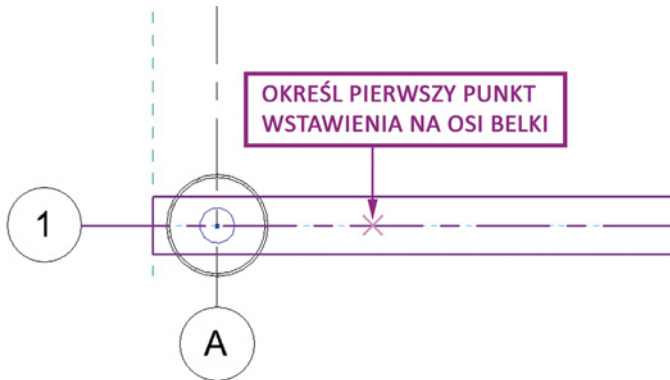 OKREŚL PIERWSZY PUNKT
WSTAWIENIA NA OSI BELKI
1
A